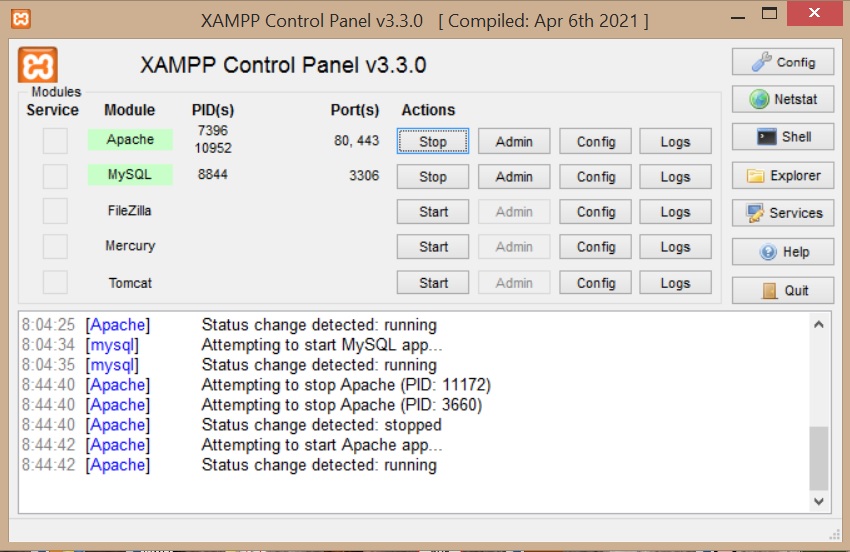 XAMPP Control Panel v3.3.0 [ Compiled: Apr 6th 2021 ]
XAMPP Control Panel v3.3.0
Config
Modules
Service Module PID(s) Port(s) Actions
Netstat
Apache 7396 10952 80, 443 Stop Admin Config Logs
Shell
MySQL 8844 3306 Stop Admin Config Logs
Explorer
FileZilla Start Admin Config Logs
Services
Mercury Start Admin Config Logs
Help
Tomcat Start Admin Config Logs
Quit
8:04:25 [Apache] Status change detected: running
8:04:34 [mysql] Attempting to start MySQL app...
8:04:35 [mysql] Status change detected: running
8:44:40 [Apache] Attempting to stop Apache (PID: 11172)
8:44:40 [Apache] Attempting to stop Apache (PID: 3660)
8:44:40 [Apache] Status change detected: stopped
8:44:42 [Apache] Attempting to start Apache app...
8:44:42 [Apache] Status change detected: running